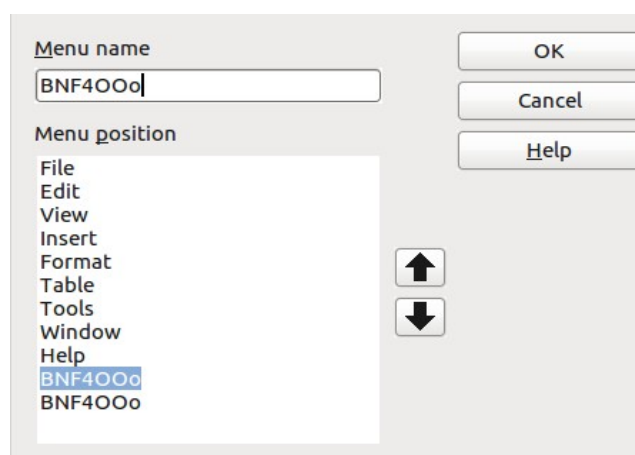 Menu name
BNF4OOo
Menu position
File
Edit
View
Insert
Format
Table
Tools
Window
Help
BNF4OOo
BNF4OOo
OK
Cancel
Help